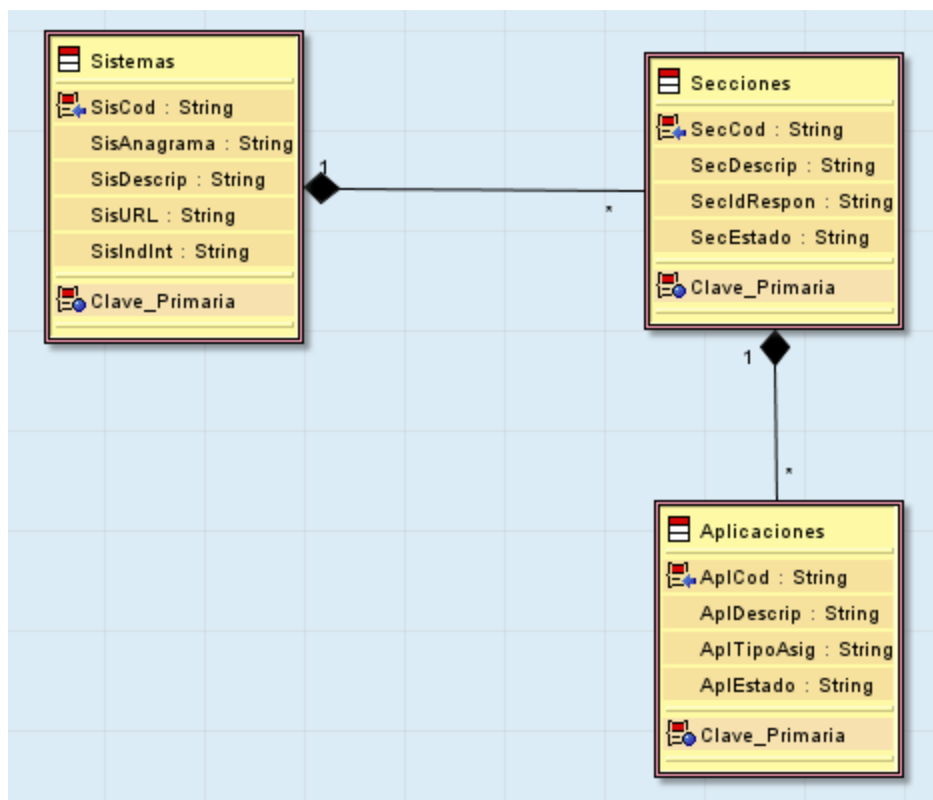 Sistemas
SisCod : String
SisAnagrama : String
SisDescrip : String
SisURL : String
SisIndInt : String
Clave_Primaria
1
*
Secciones
SecCod : String
SecDescrip : String
SecIdRespon : String
SecEstado : String
Clave_Primaria
1
*
Aplicaciones
AplCod : String
AplDescrip : String
AplTipoAsig : String
AplEstado : String
Clave_Primaria